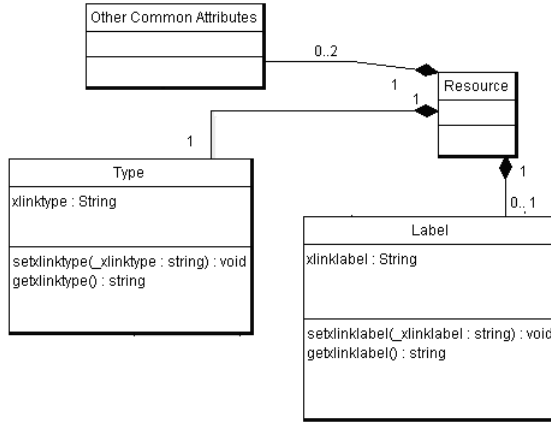 Other Common Attributes
0..2
Resource
1
1
1
Type
xlinktype : String
setxlinktype(_xlinktype : string) : void
getxlinktype() : string
1
0..1
Label
xlinklabel : String
setxlinklabel(_xlinklabel : string) : void
getxlinklabel() : string